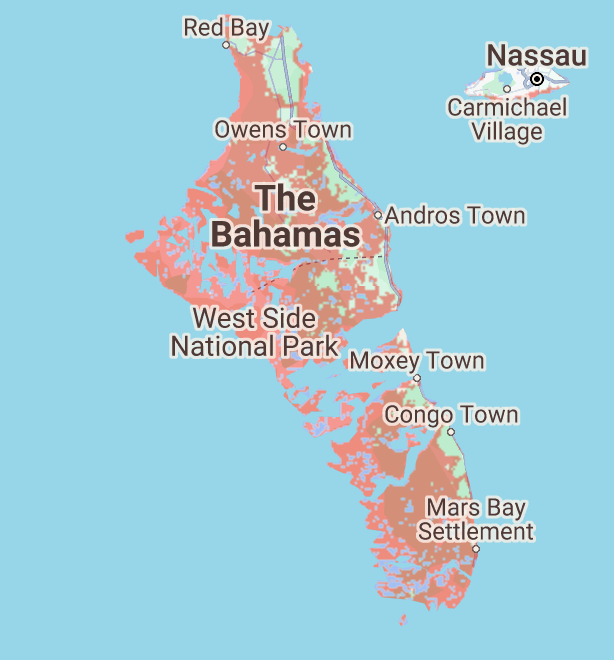 Red Bay
Nassau
Carmichael
Village
Owens Town
The
Bahamas
Andros Town
West Side
National Park
Moxey Town
Congo Town
Mars Bay
Settlement